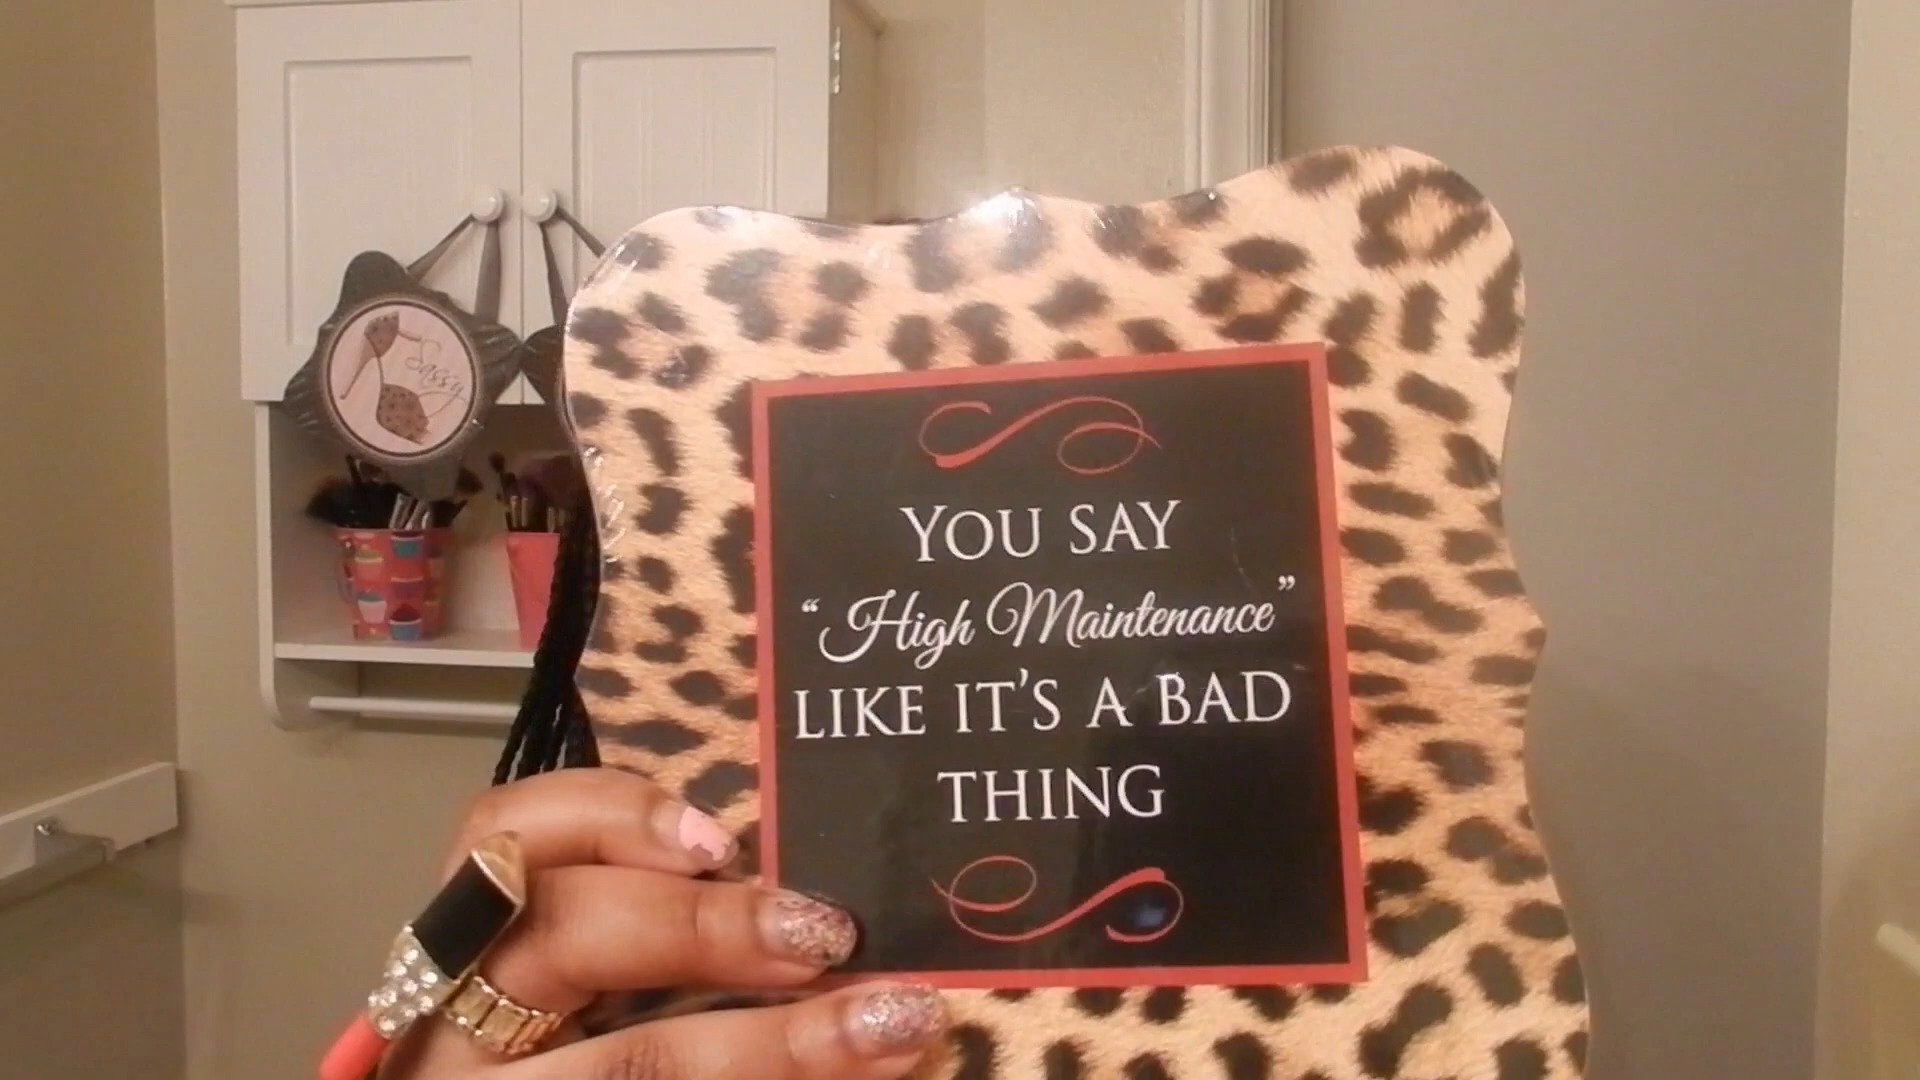 Sassy
YOU SAY
“High Maintenance”
LIKE IT’S A BAD
THING